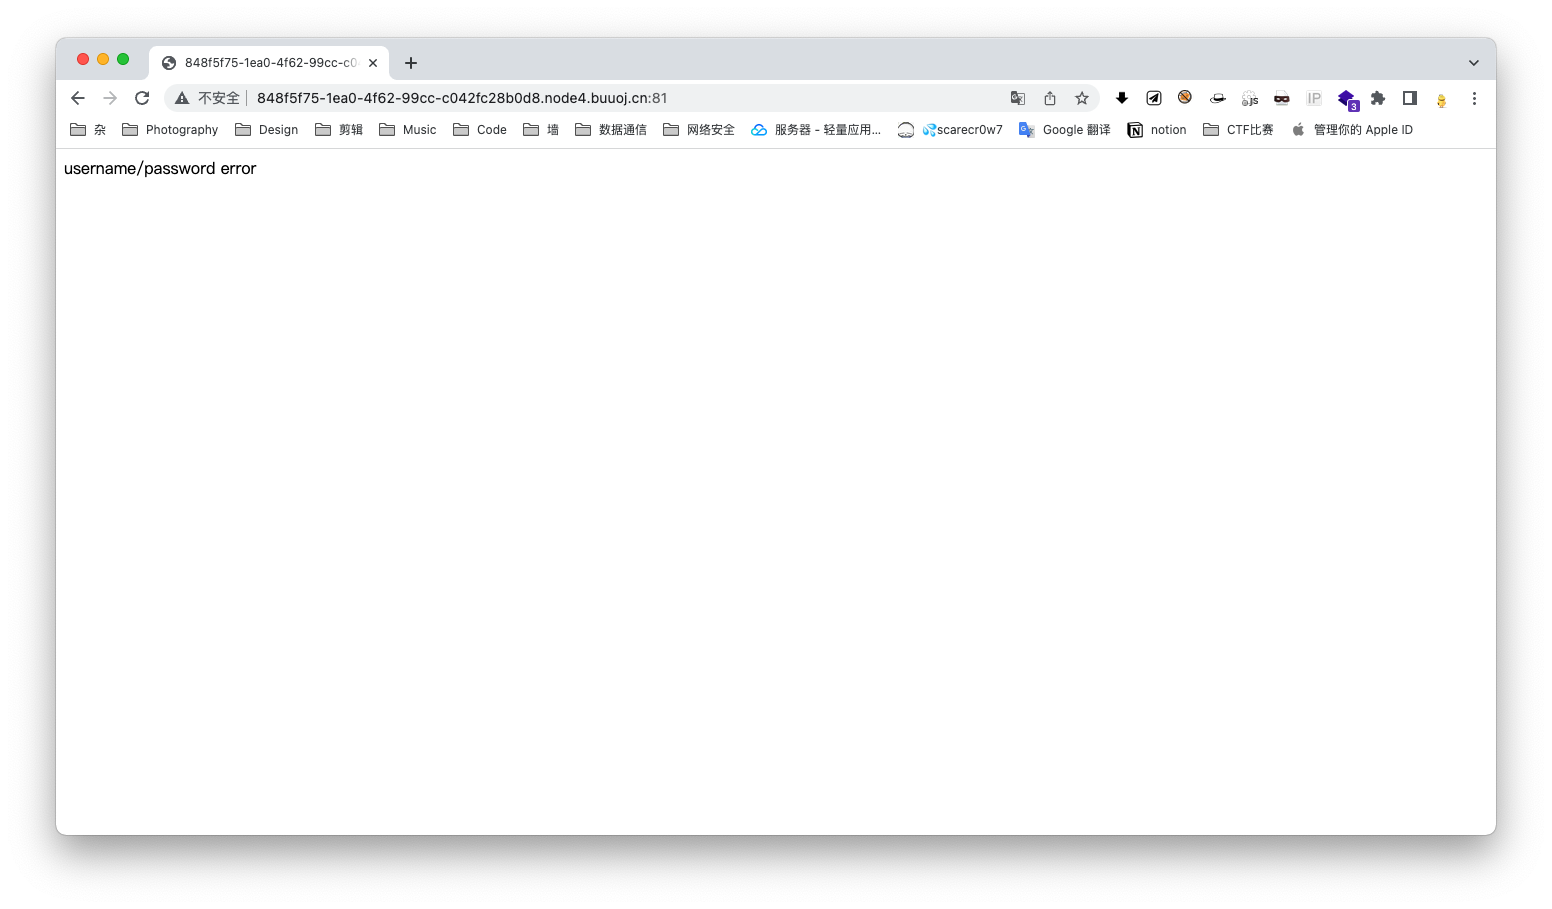 848f5f75-1ea0-4f62-99cc-c0
不安全 848f5f75-1ea0-4f62-99cc-c042fc28b0d8.node4.buuoj.cn:81
JS IP 3
杂 Photography Design 剪辑 Music Code 墙 数据通信 网络安全 服务器 - 轻量应用... scarecr0w7 Google 翻译 notion CTF比赛 管理你的 Apple ID
username/password error